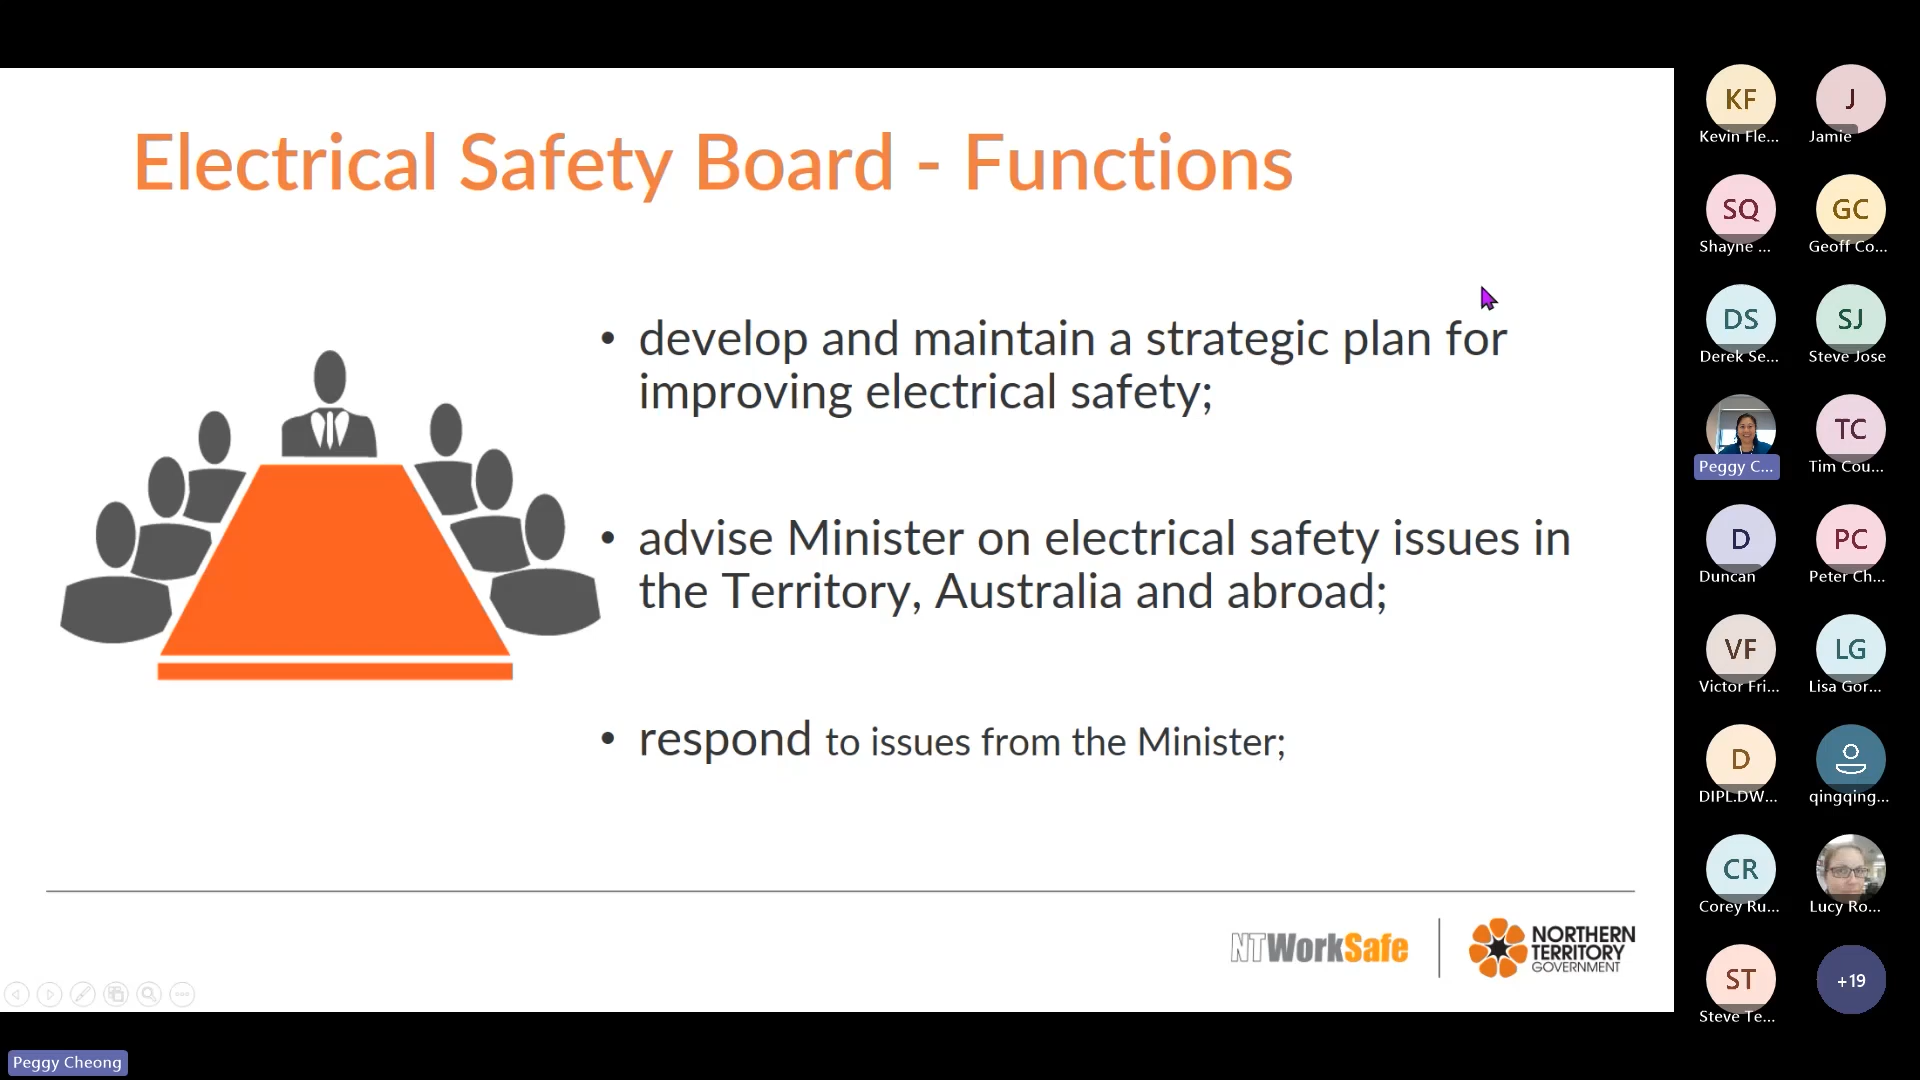 Electrical Safety Board - Functions
• develop and maintain a strategic plan for
improving electrical safety;
• advise Minister on electrical safety issues in
the Territory, Australia and abroad;
• respond to issues from the Minister;
NTWorkSafe
NORTHERN
TERRITORY
GOVERNMENT
Peggy Cheong
KF
Kevin Fle...
J
Jamie
SQ
Shayne ...
GC
Geoff Co...
DS
Derek Se...
SJ
Steve Jose
Peggy C...
TC
Tim Cou...
D
Duncan
PC
Peter Ch...
VF
Victor Fri...
LG
Lisa Gor...
D
DIPL.DW...
qingqing...
CR
Corey Ru...
Lucy Ro...
ST
Steve Te...
+19